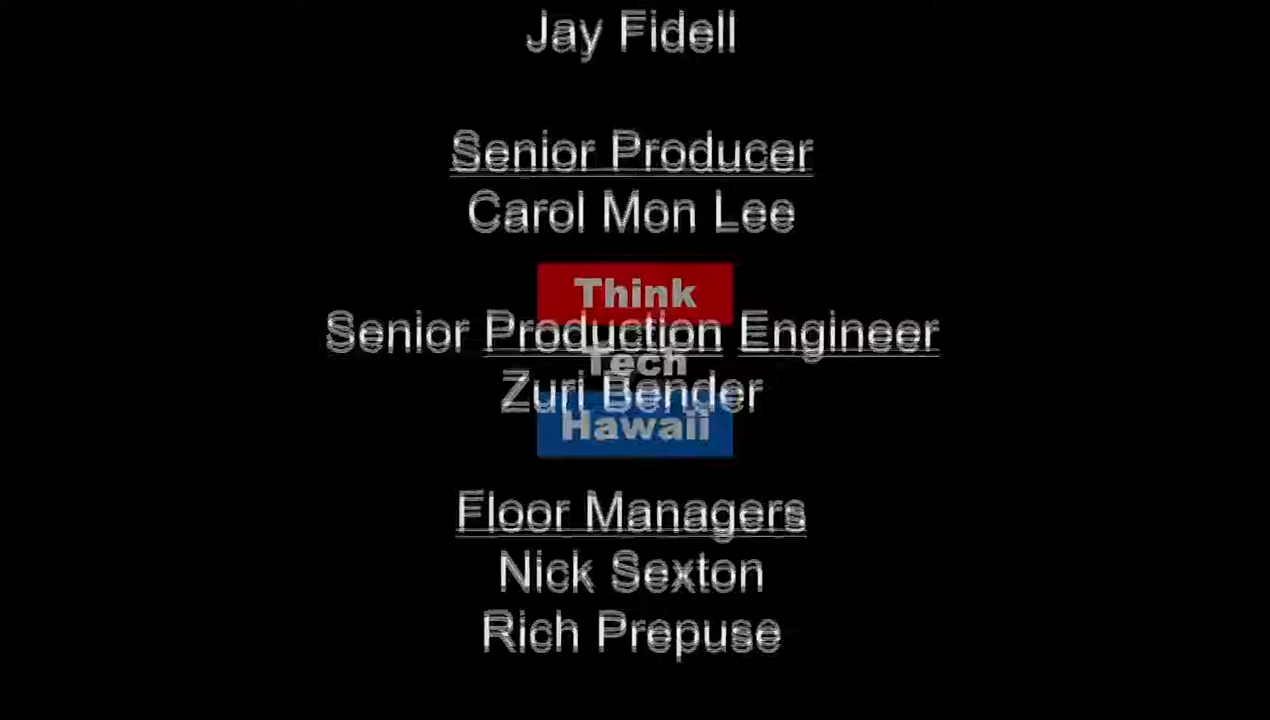 Jay Fidell
Senior Producer
Carol Mon Lee
Think
Senior Production Engineer
Tech
Zuri Bender
Hawaii
Floor Managers
Nick Sexton
Rich Prepuse